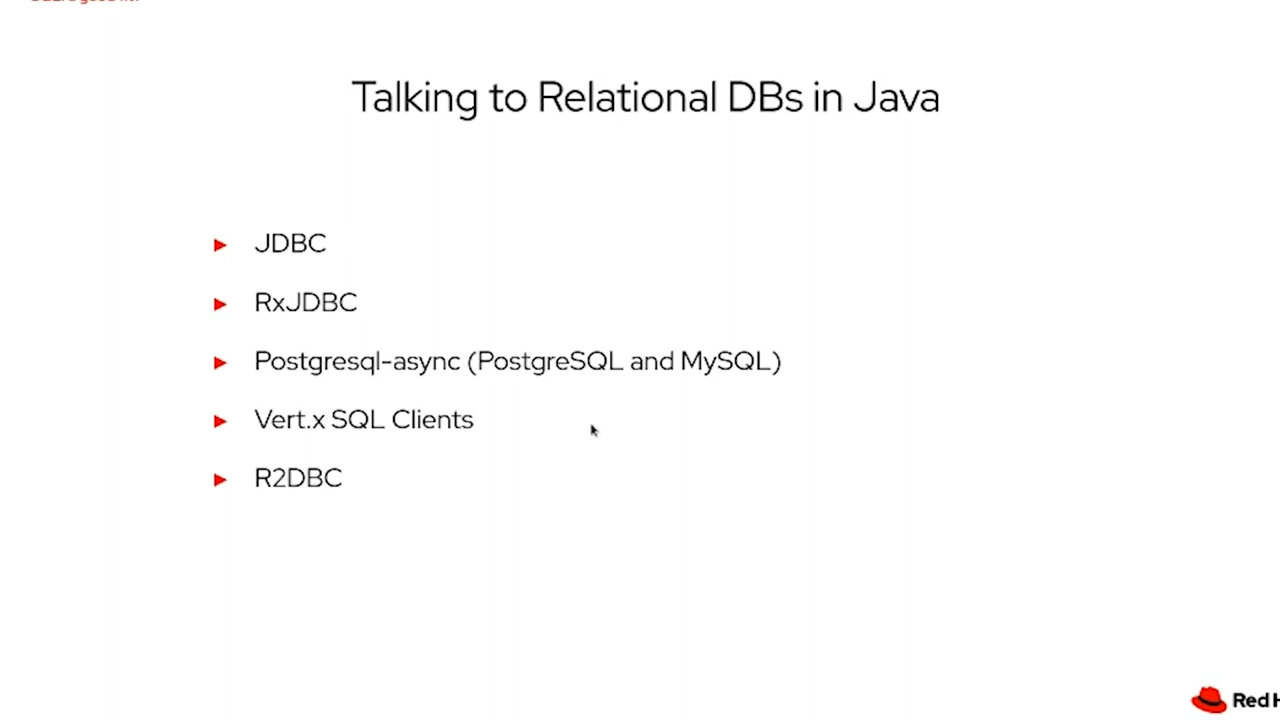 Talking to Relational DBs in Java
JDBC
RxJDBC
Postgresql-async (PostgreSQL and MySQL)
Vert.x SQL Clients
R2DBC
Red H